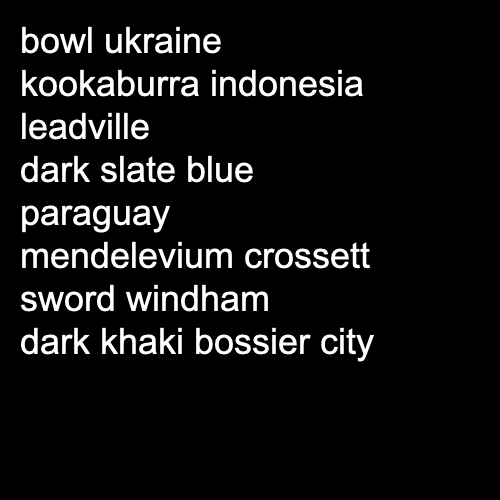 bowl ukraine
kookaburra indonesia
leadville
dark slate blue
paraguay
mendelevium crossett
sword windham
dark khaki bossier city